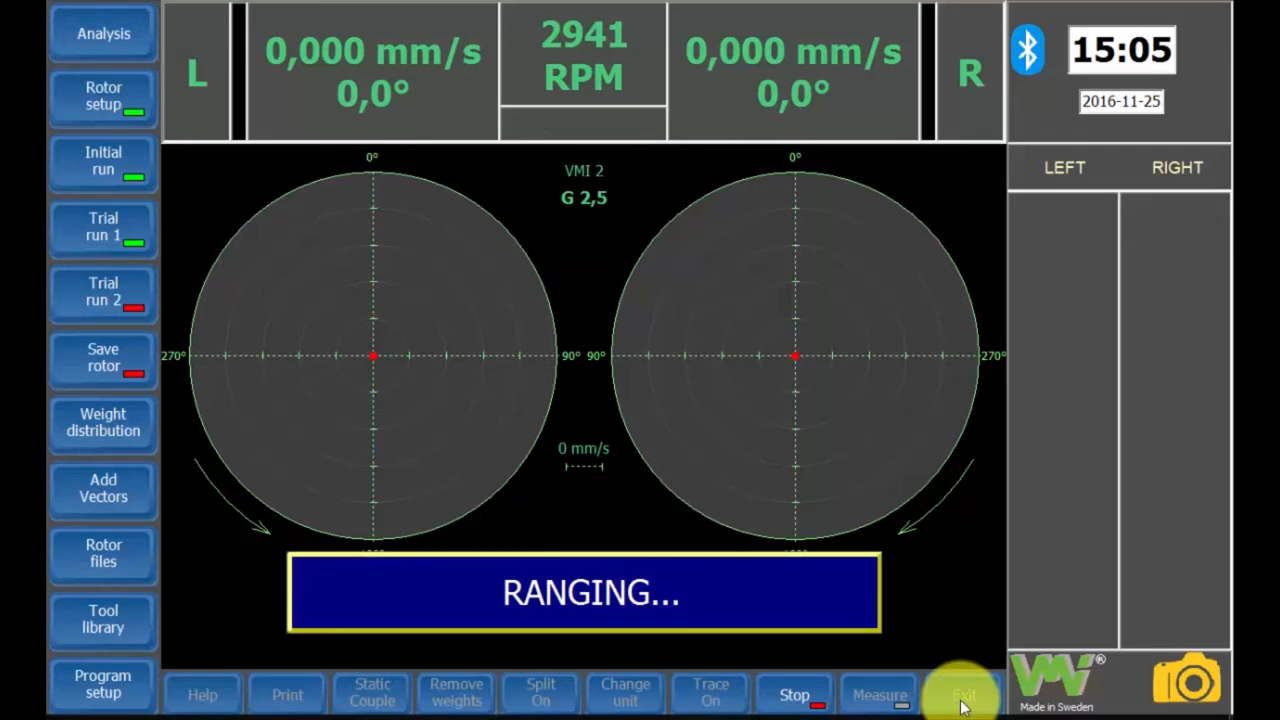 Analysis
Rotor
setup
Initial
run
Trial
run 1
Trial
run 2
Save
rotor
Weight
distribution
Add
Vectors
Rotor
files
Tool
library
Program
setup
L
0,000 mm/s
0,0°
2941
RPM
0,000 mm/s
0,0°
R
15:05
2016-11-25
LEFT
RIGHT
0°
VMI 2
G 2,5
0°
270°
90°
90°
270°
0 mm/s
RANGING...
Help
Print
Static
Couple
Remove
weights
Split
On
Change
unit
Trace
On
Stop
Measure
Exit
VMI®
Made in Sweden